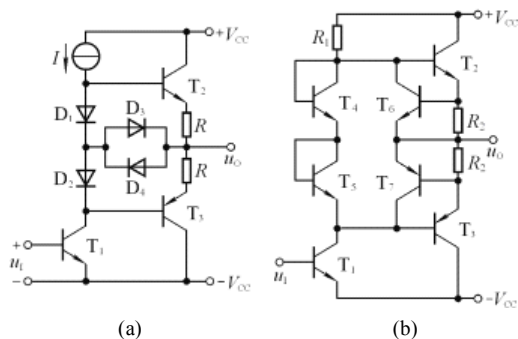 I
D₁
D₂
D₃
D₄
T₂
R
R
T₃
T₁
+V_CC
u_O
+
u_I
−
−V_CC
(a)
R₁
+V_CC
T₂
T₄
T₆
R₂
u_O
R₂
T₅
T₇
T₃
T₁
u_I
−V_CC
(b)